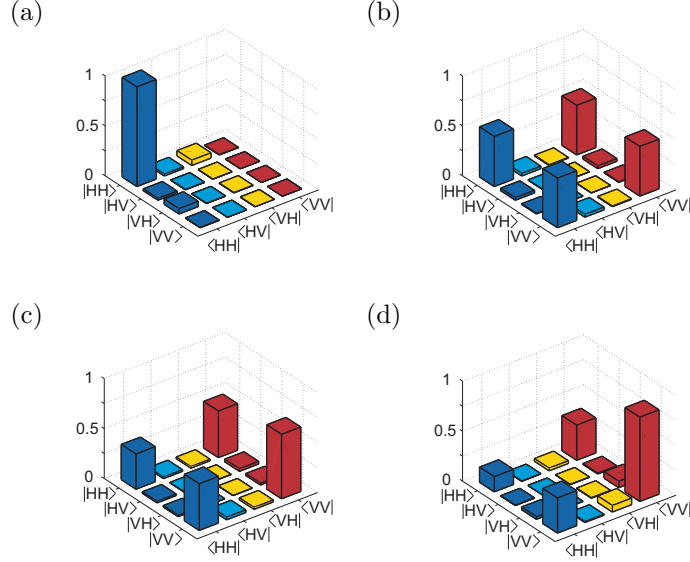 (a)
1
0.5
0
|HH⟩
|HV⟩
|VH⟩
|VV⟩
⟨HH|
⟨HV|
⟨VH|
⟨VV|
(b)
1
0.5
0
|HH⟩
|HV⟩
|VH⟩
|VV⟩
⟨HH|
⟨HV|
⟨VH|
⟨VV|
(c)
1
0.5
0
|HH⟩
|HV⟩
|VH⟩
|VV⟩
⟨HH|
⟨HV|
⟨VH|
⟨VV|
(d)
1
0.5
0
|HH⟩
|HV⟩
|VH⟩
|VV⟩
⟨HH|
⟨HV|
⟨VH|
⟨VV|